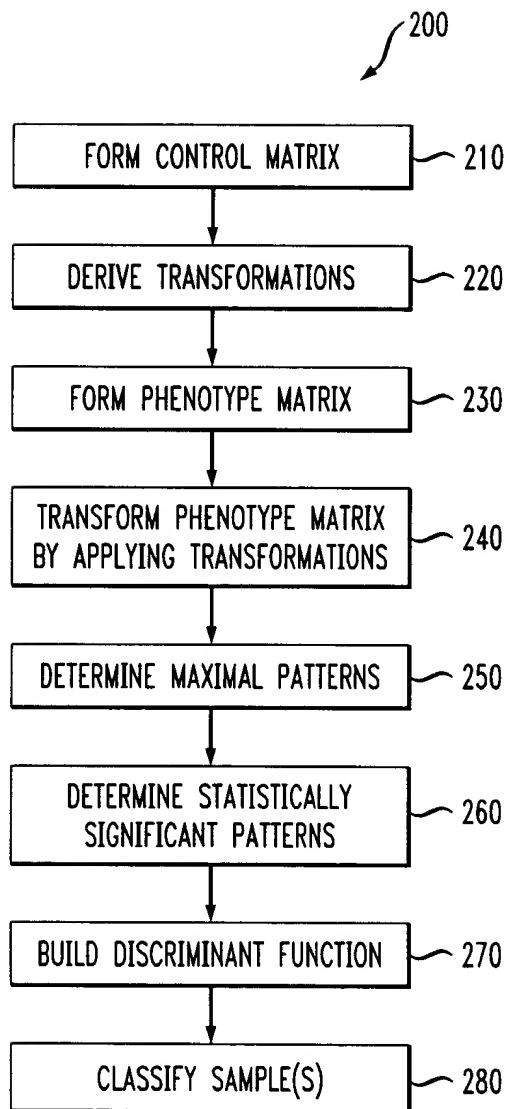 200
FORM CONTROL MATRIX 210
DERIVE TRANSFORMATIONS 220
FORM PHENOTYPE MATRIX 230
TRANSFORM PHENOTYPE MATRIX
BY APPLYING TRANSFORMATIONS 240
DETERMINE MAXIMAL PATTERNS 250
DETERMINE STATISTICALLY
SIGNIFICANT PATTERNS 260
BUILD DISCRIMINANT FUNCTION 270
CLASSIFY SAMPLE(S) 280